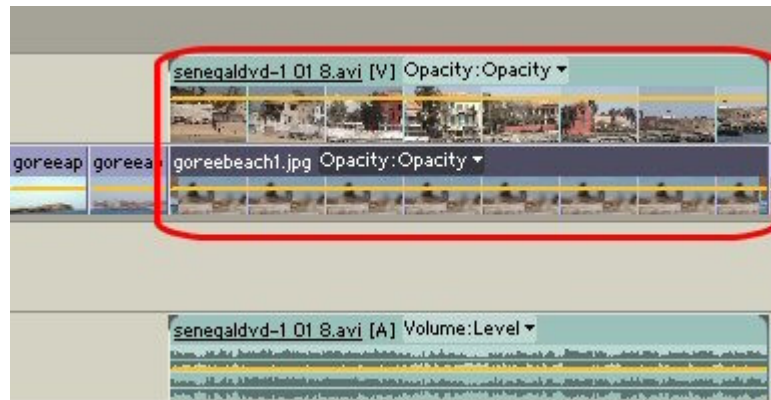 senegaldvd-1 01 8.avi [V] Opacity:Opacity
goreeap goreeap goreebeach1.jpg Opacity:Opacity
senegaldvd-1 01 8.avi [A] Volume:Level